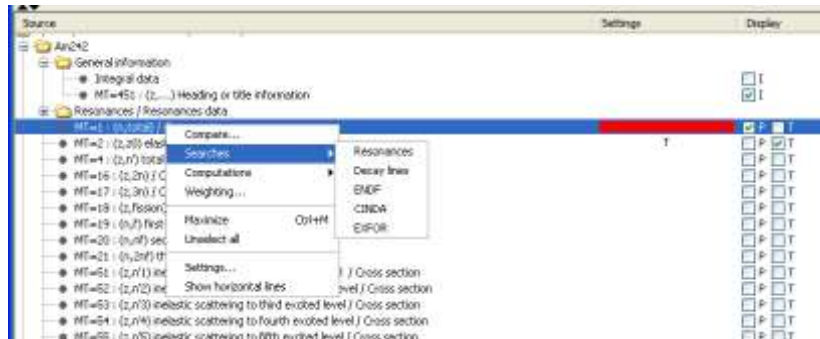 Source Settings Display
Am242
General information
Integral data I
MT=451 : (z,...) Heading or title information I
Resonances / Resonances data
MT=1 : (n,total) / P T
MT=2 : (z,z0) elas T P T
MT=4 : (z,n') total P T
MT=16 : (z,2n) / C P T
MT=17 : (z,3n) / C P T
MT=18 : (z,fission) P T
MT=19 : (n,f) first P T
MT=20 : (n,nf) sec P T
MT=21 : (n,2nf) th P T
MT=51 : (z,n'1) ine l / Cross section P T
MT=52 : (z,n'2) ine evel / Cross section P T
MT=53 : (z,n'3) inelastic scattering to third excited level / Cross section P T
MT=54 : (z,n'4) inelastic scattering to fourth excited level / Cross section P T
MT=55 : (z,n'5) inelastic scattering to fifth excited level / Cross section P T
Compare...
Searches
Computations
Weighting...
Maximize Ctrl+M
Unselect all
Settings...
Show horizontal lines
Resonances
Decay lines
ENDF
CINDA
EXFOR